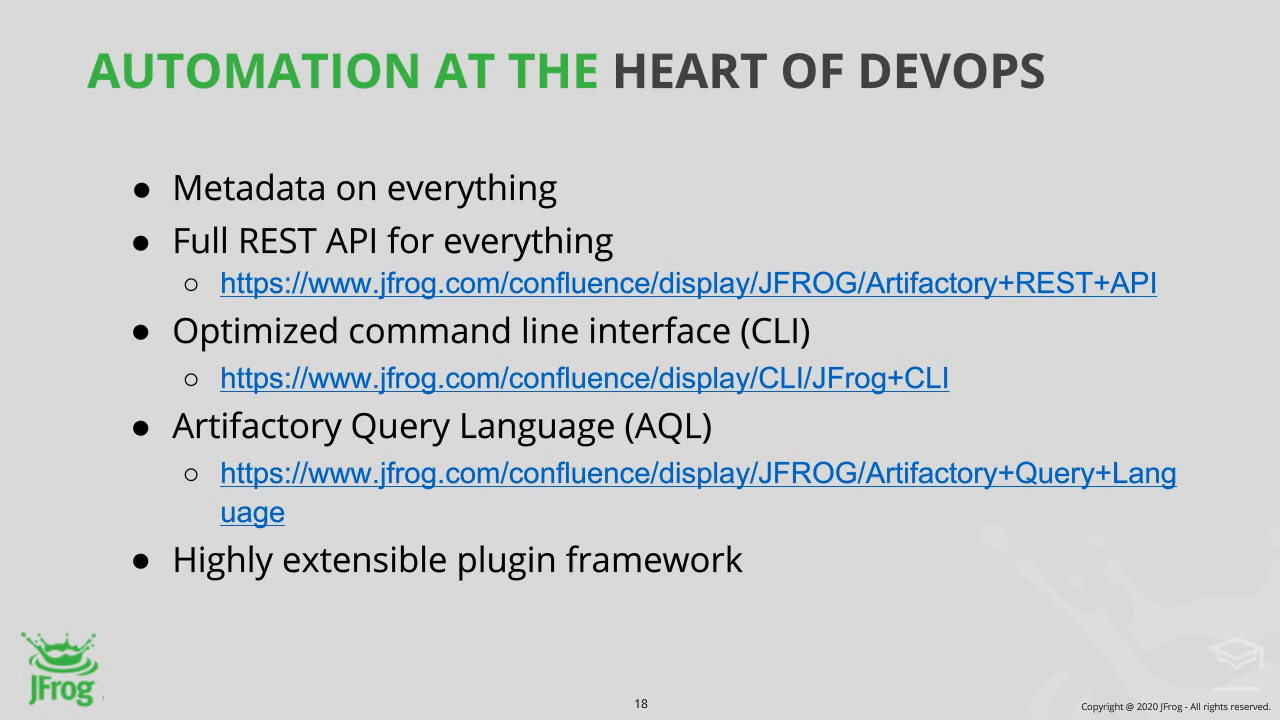 AUTOMATION AT THE HEART OF DEVOPS
● Metadata on everything
● Full REST API for everything
○ https://www.jfrog.com/confluence/display/JFROG/Artifactory+REST+API
● Optimized command line interface (CLI)
○ https://www.jfrog.com/confluence/display/CLI/JFrog+CLI
● Artifactory Query Language (AQL)
○ https://www.jfrog.com/confluence/display/JFROG/Artifactory+Query+Lang
uage
● Highly extensible plugin framework
JFrog
18
Copyright @ 2020 JFrog - All rights reserved.